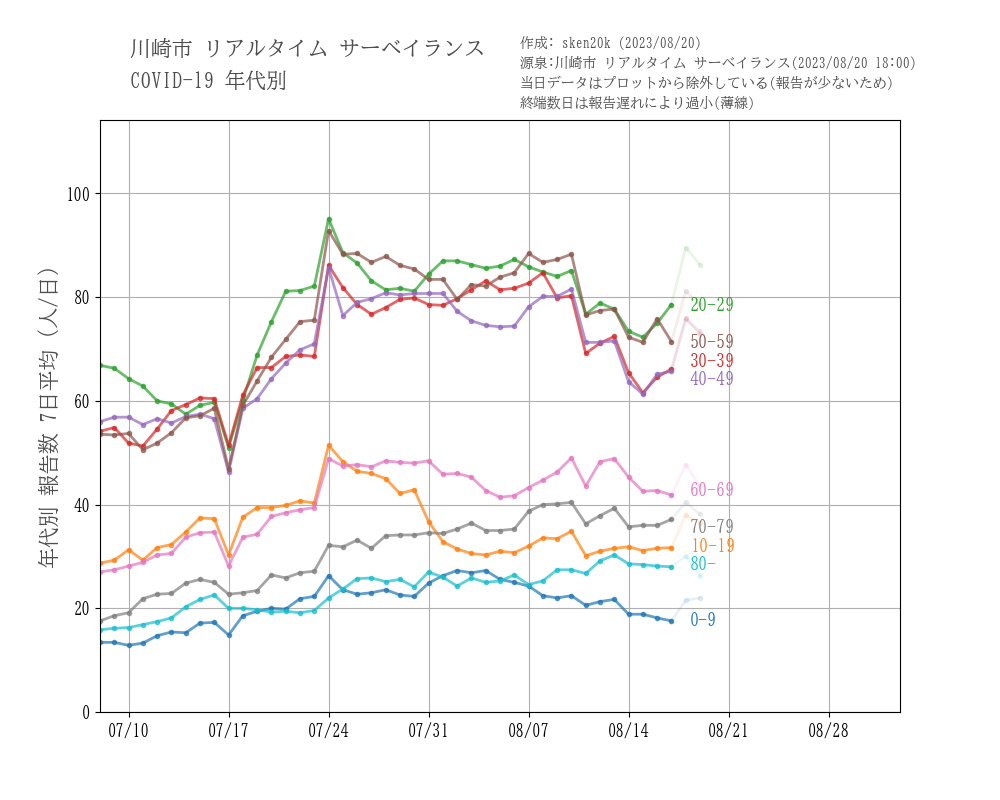 川崎市 リアルタイム サーベイランス
COVID-19 年代別
作成: sken20k (2023/08/20)
源泉:川崎市 リアルタイム サーベイランス(2023/08/20 18:00)
当日データはプロットから除外している(報告が少ないため)
終端数日は報告遅れにより過小(薄線)
年代別 報告数 7日平均 (人/日)
100
80
60
40
20
0
20-29
50-59
30-39
40-49
60-69
70-79
10-19
80-
0-9
07/10 07/17 07/24 07/31 08/07 08/14 08/21 08/28